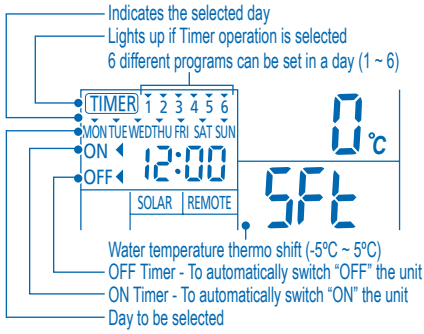 Indicates the selected day
Lights up if Timer operation is selected
6 different programs can be set in a day (1 ~ 6)
TIMER 1 2 3 4 5 6
MON TUE WED THU FRI SAT SUN
ON
12:00
OFF
0 °C
SOLAR REMOTE
SFt
Water temperature thermo shift (-5ºC ~ 5ºC)
OFF Timer - To automatically switch “OFF” the unit
ON Timer - To automatically switch “ON” the unit
Day to be selected